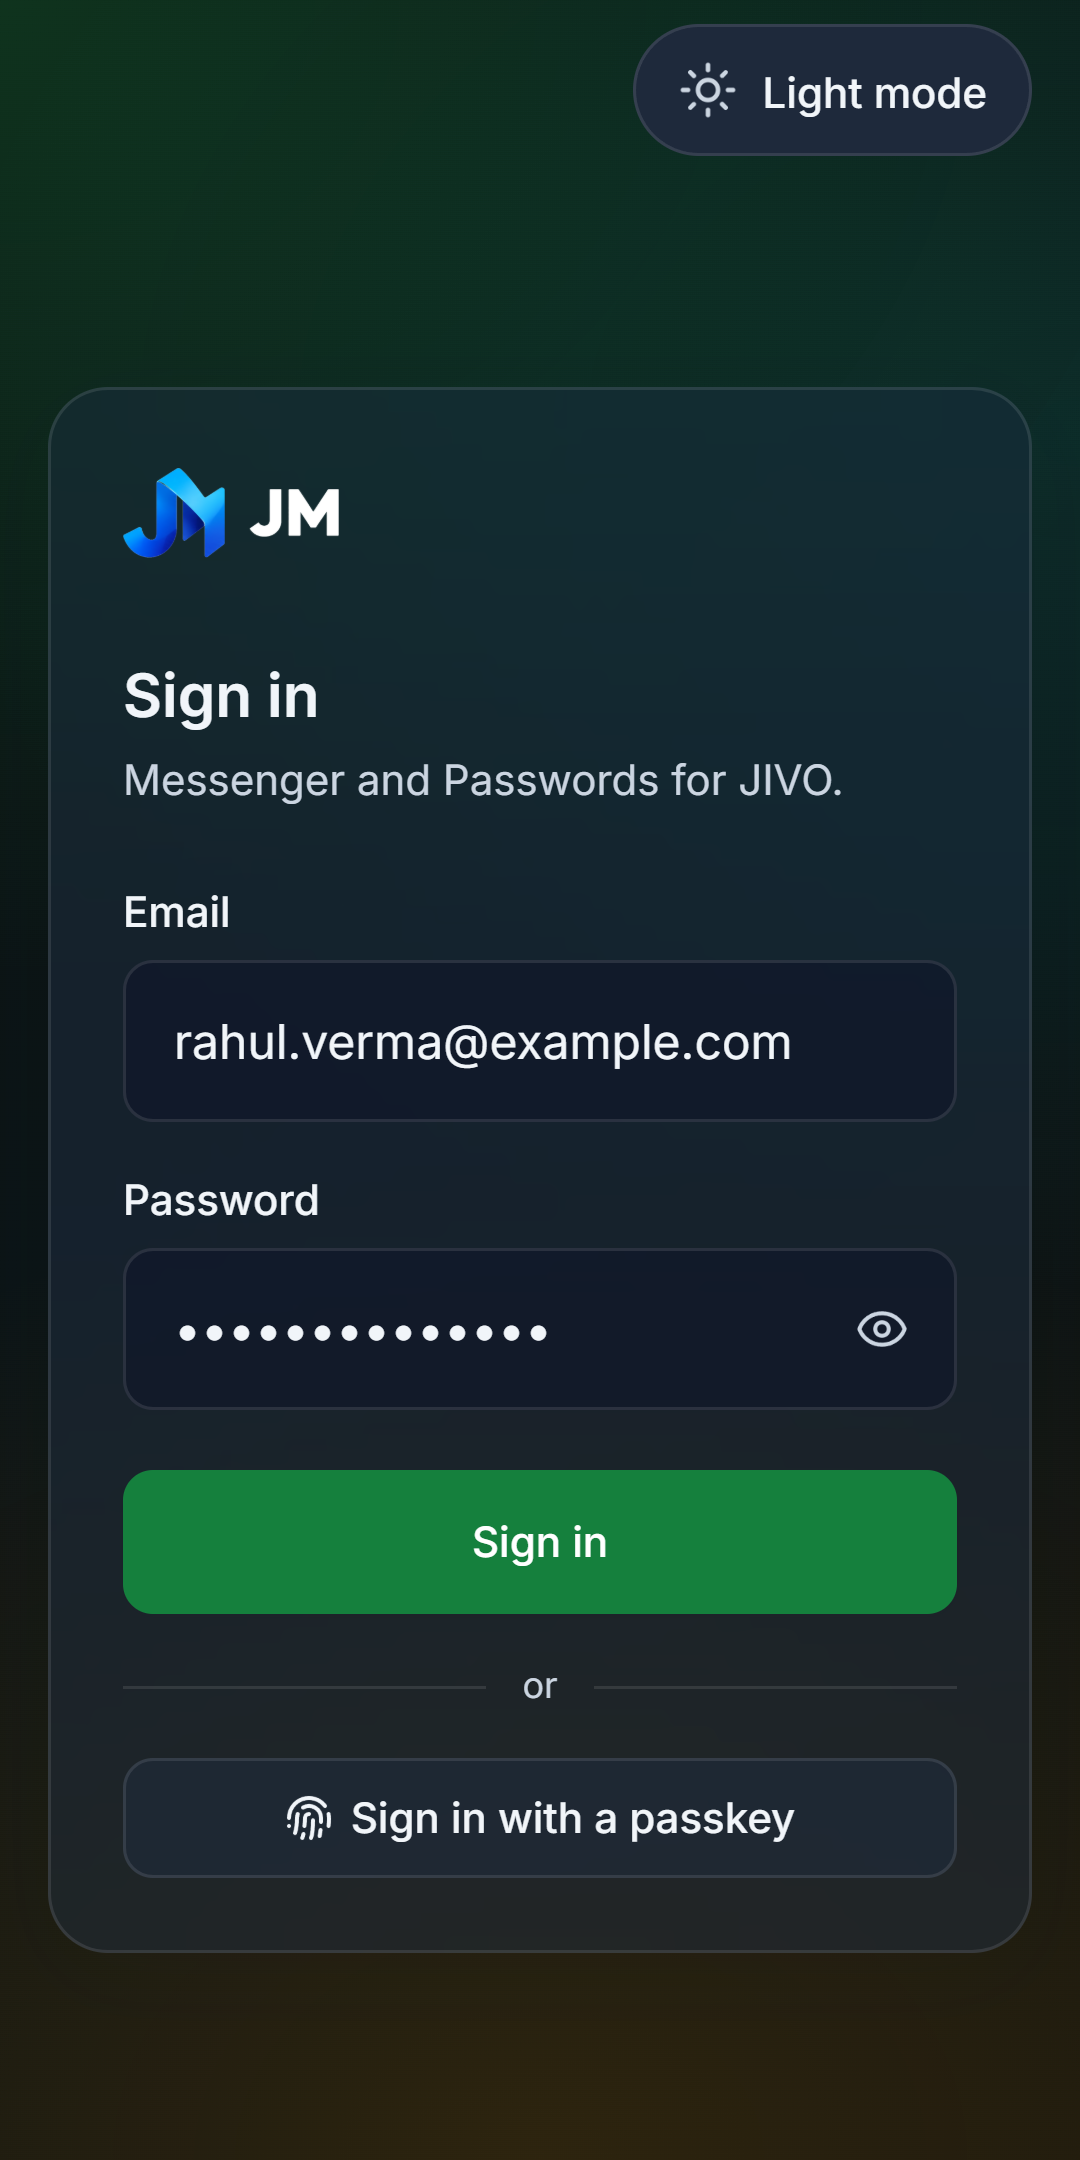 Light mode
JM
Sign in
Messenger and Passwords for JIVO.
Email
rahul.verma@example.com
Password
••••••••••••••
Sign in
or
Sign in with a passkey